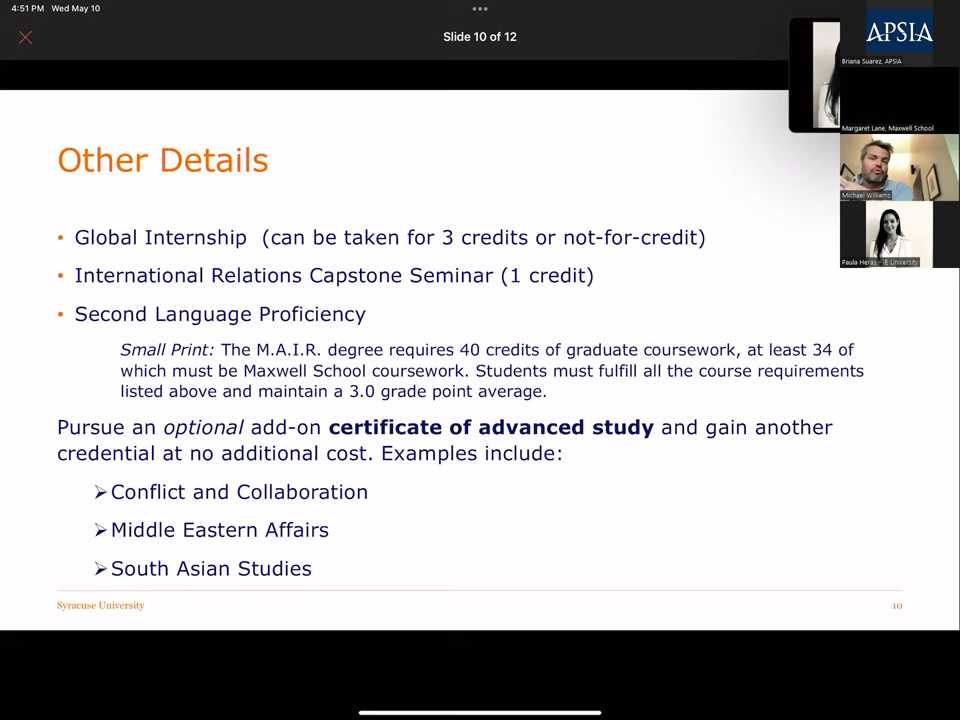 4:51 PM Wed May 10
Slide 10 of 12
APSIA
Briana Suarez, APSIA
Margaret Lane, Maxwell School
Michael Williams
Paula Heras - IE University
Other Details
• Global Internship (can be taken for 3 credits or not-for-credit)
• International Relations Capstone Seminar (1 credit)
• Second Language Proficiency
Small Print: The M.A.I.R. degree requires 40 credits of graduate coursework, at least 34 of
which must be Maxwell School coursework. Students must fulfill all the course requirements
listed above and maintain a 3.0 grade point average.
Pursue an optional add-on certificate of advanced study and gain another
credential at no additional cost. Examples include:
➢Conflict and Collaboration
➢Middle Eastern Affairs
➢South Asian Studies
Syracuse University
10